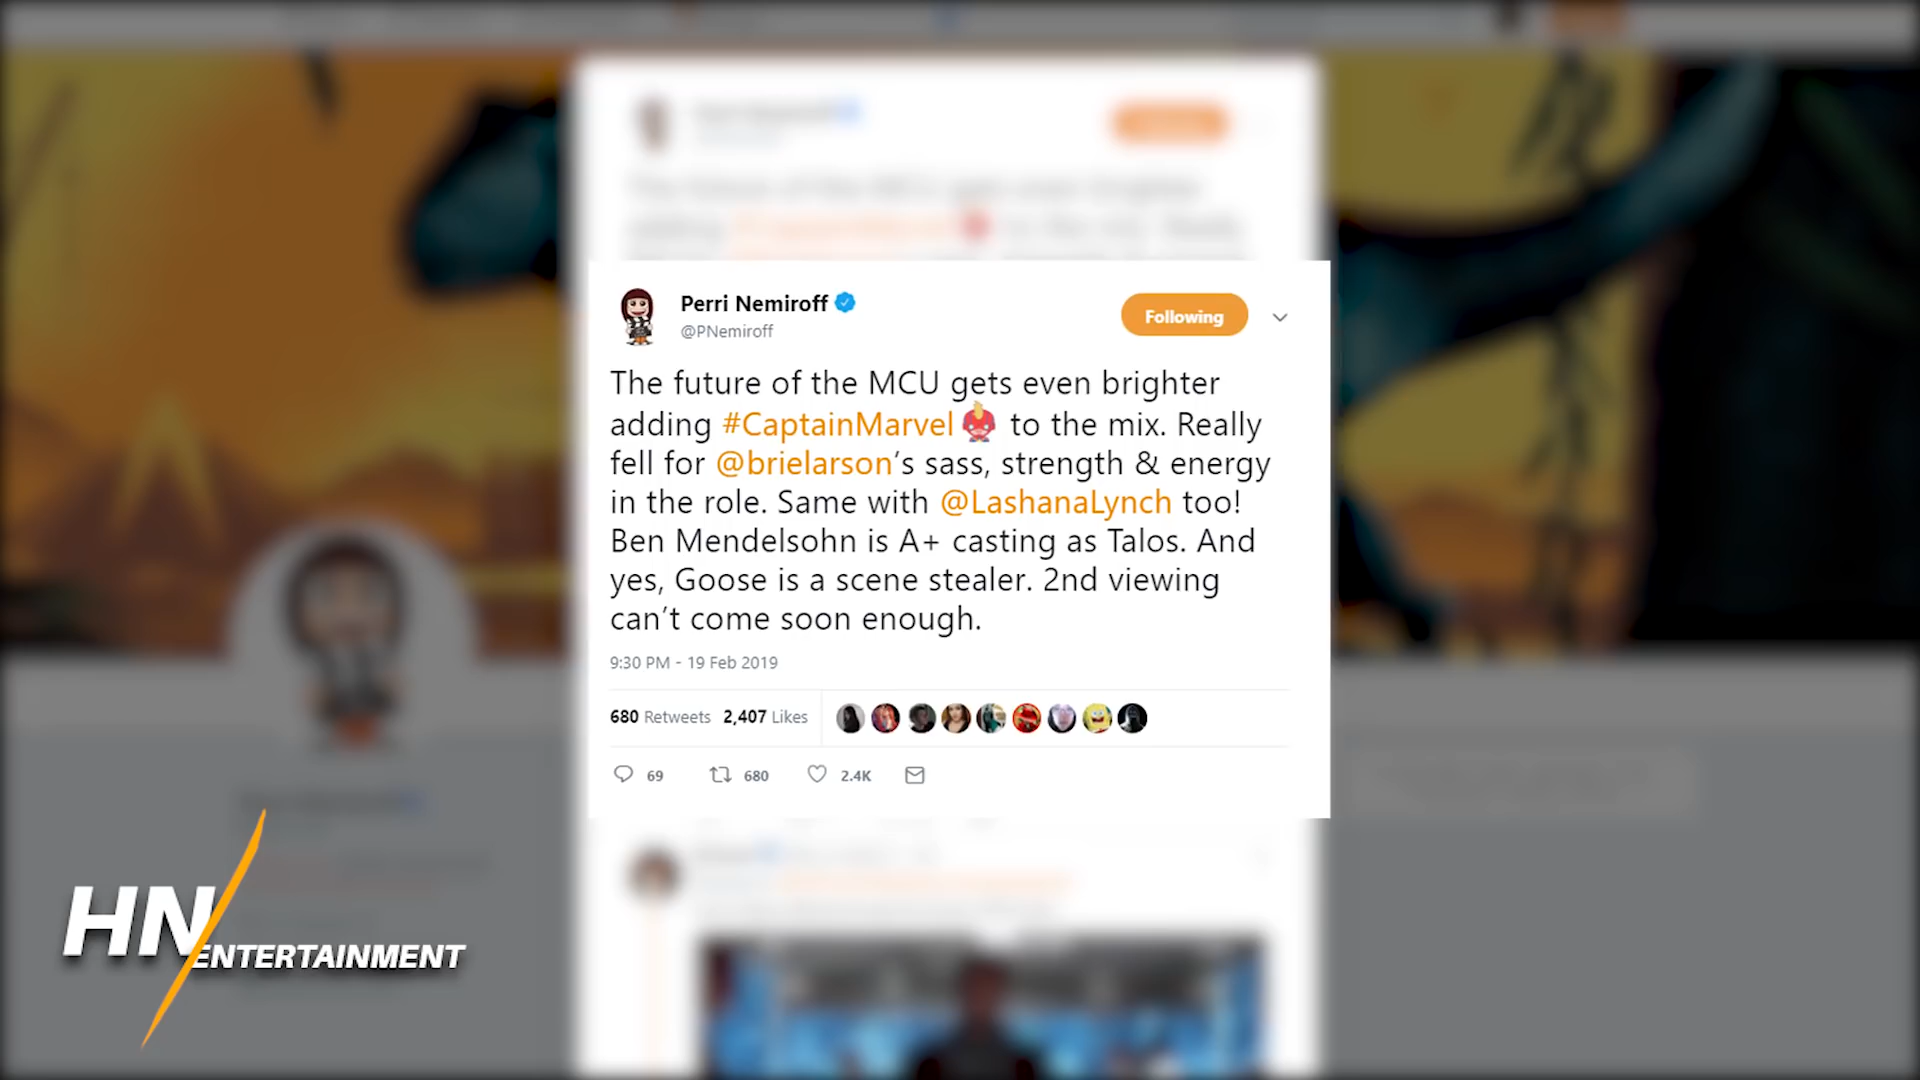 Perri Nemiroff
@PNemiroff
Following
The future of the MCU gets even brighter
adding #CaptainMarvel to the mix. Really
fell for @brielarson’s sass, strength & energy
in the role. Same with @LashanaLynch too!
Ben Mendelsohn is A+ casting as Talos. And
yes, Goose is a scene stealer. 2nd viewing
can’t come soon enough.
9:30 PM - 19 Feb 2019
680 Retweets 2,407 Likes
69 680 2.4K
HN
ENTERTAINMENT